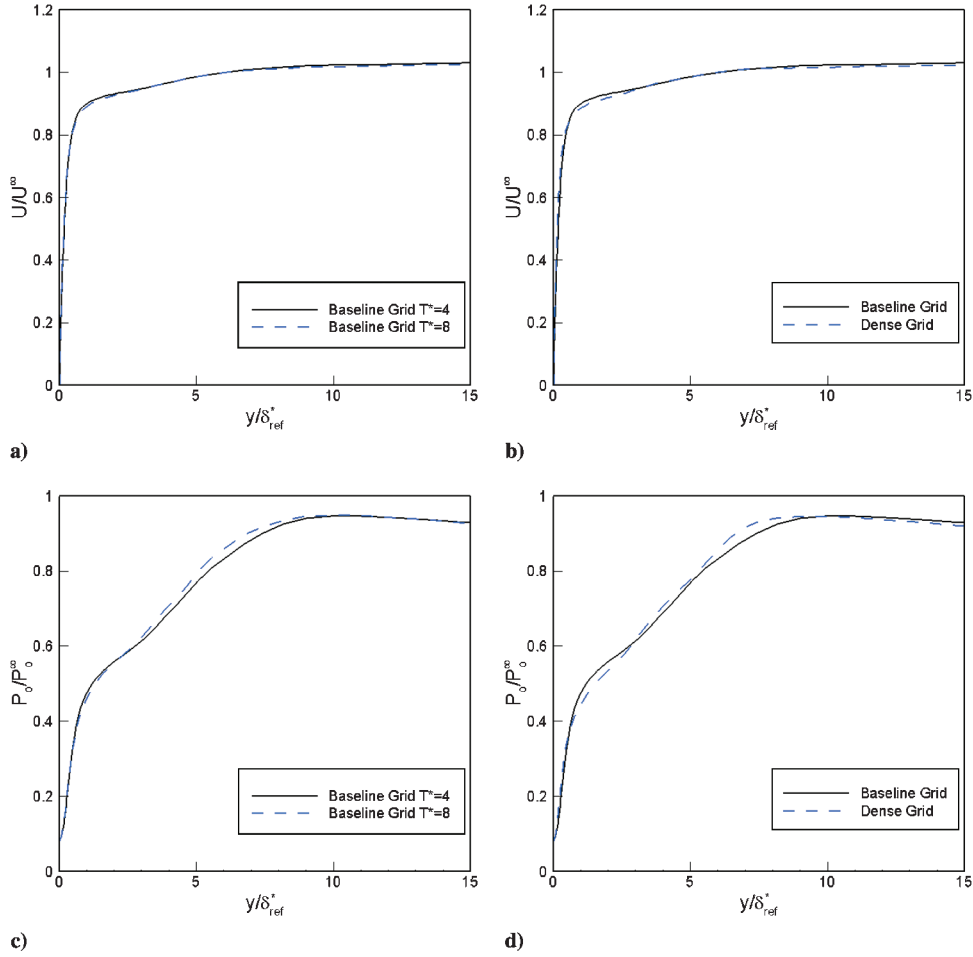 1.2
1
0.8
0.6
0.4
0.2
0
U/U∞
0 5 10 15
y/δ*ref
Baseline Grid T*=4
Baseline Grid T*=8
a)
1.2
1
0.8
0.6
0.4
0.2
0
U/U∞
0 5 10 15
y/δ*ref
Baseline Grid
Dense Grid
b)
1
0.8
0.6
0.4
0.2
0
Po/Po∞
0 5 10 15
y/δ*ref
Baseline Grid T*=4
Baseline Grid T*=8
c)
1
0.8
0.6
0.4
0.2
0
Po/Po∞
0 5 10 15
y/δ*ref
Baseline Grid
Dense Grid
d)